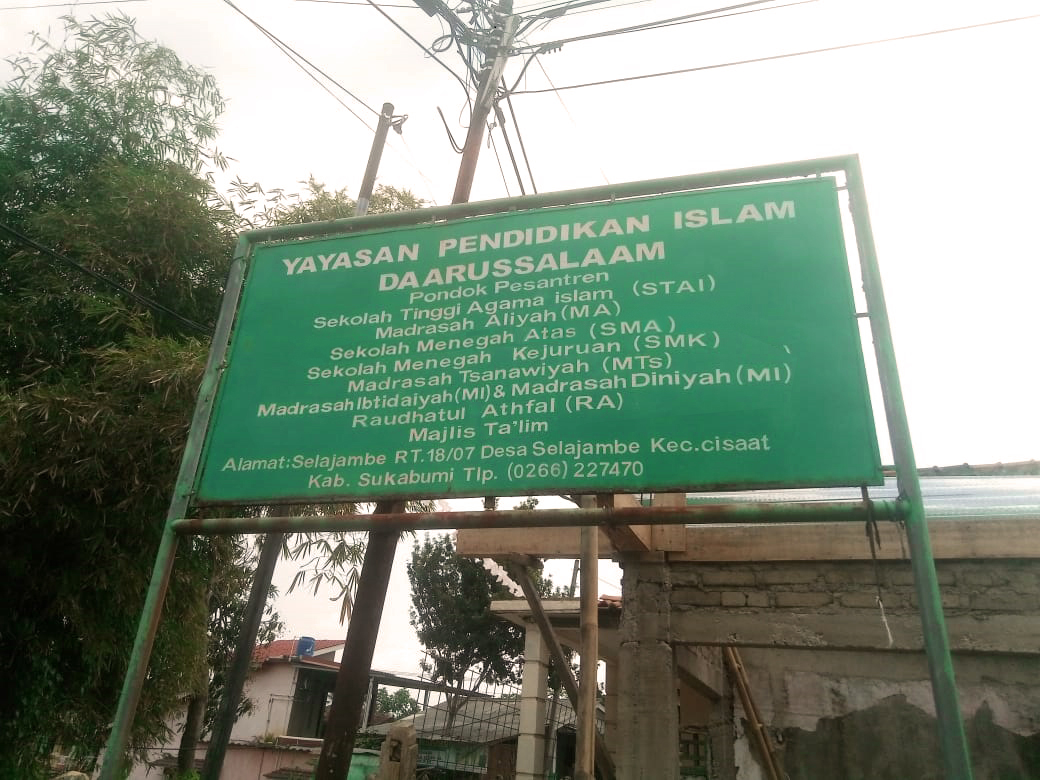 YAYASAN PENDIDIKAN ISLAM
DAARUSSALAAM
Pondok Pesantren
Sekolah Tinggi Agama islam (STAI)
Madrasah Aliyah (MA)
Sekolah Menegah Atas (SMA)
Sekolah Menegah Kejuruan (SMK)
Madrasah Tsanawiyah (MTs)
Madrasah Ibtidaiyah (MI) & Madrasah Diniyah (MI)
Raudhatul Athfal (RA)
Majlis Ta'lim
Alamat: Selajambe RT. 18/07 Desa Selajambe Kec. cisaat
Kab. Sukabumi Tlp. (0266) 227470